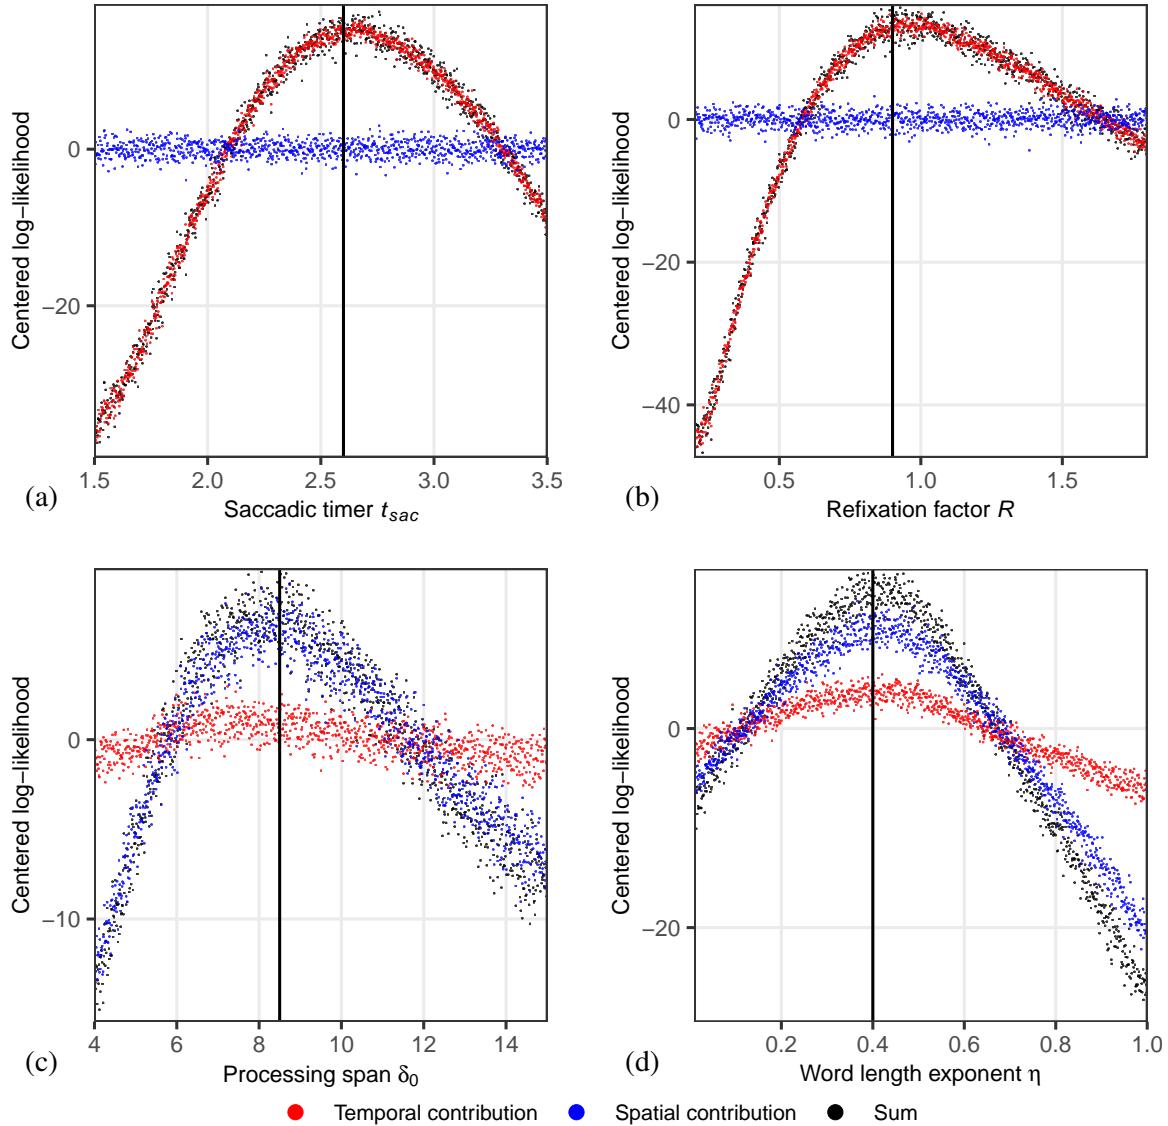 Centered log−likelihood
0
−20
1.5 2.0 2.5 3.0 3.5
(a)
Saccadic timer t_sac
Centered log−likelihood
0
−20
−40
0.5 1.0 1.5
(b)
Refixation factor R
Centered log−likelihood
0
−10
4 6 8 10 12 14
(c)
Processing span δ₀
Centered log−likelihood
0
−20
0.2 0.4 0.6 0.8 1.0
(d)
Word length exponent η
Temporal contribution Spatial contribution Sum